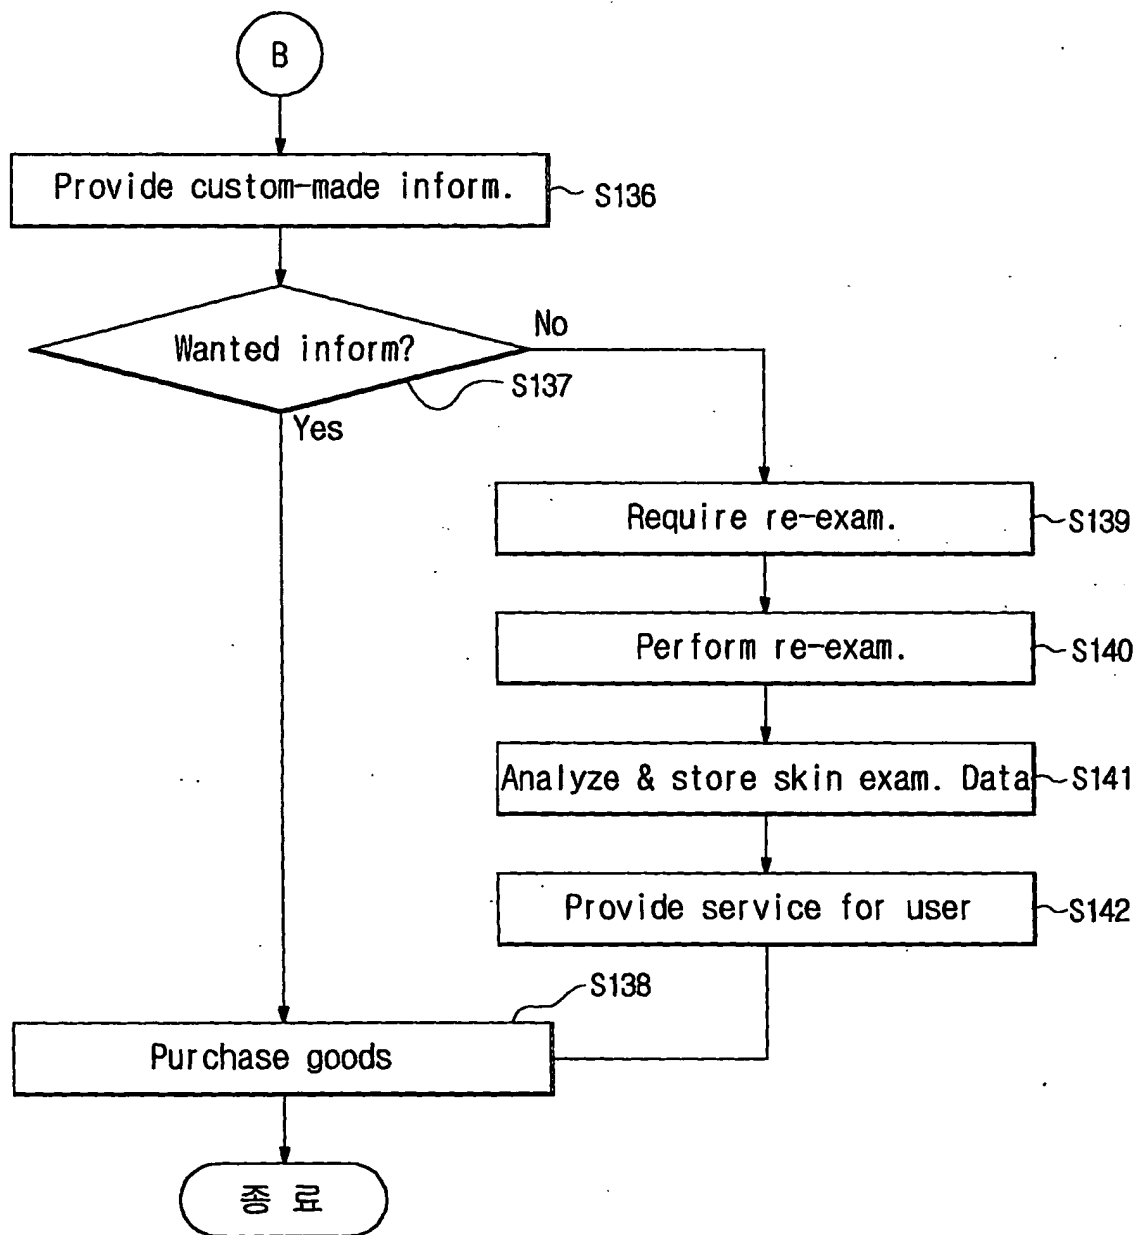 B
Provide custom-made inform.
S136
Wanted inform?
No
S137
Yes
Require re-exam.
S139
Perform re-exam.
S140
Analyze & store skin exam. Data
S141
Provide service for user
S142
S138
Purchase goods
종 료